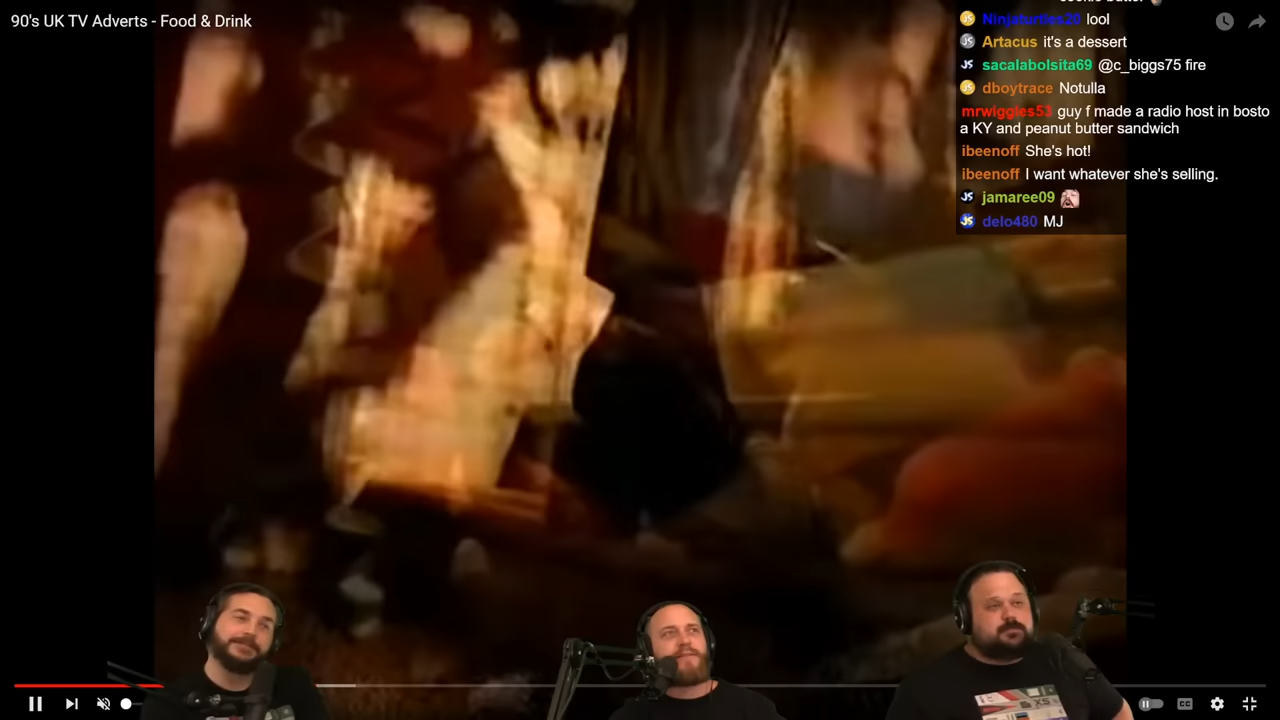 90's UK TV Adverts - Food & Drink
Ninjaturtles20 lool
Artacus it's a dessert
sacalabolsita69 @c_biggs75 fire
dboytrace Notulla
mrwiggles53 guy f made a radio host in bosto
a KY and peanut butter sandwich
ibeenoff She's hot!
ibeenoff I want whatever she's selling.
jamaree09
delo480 MJ
CC